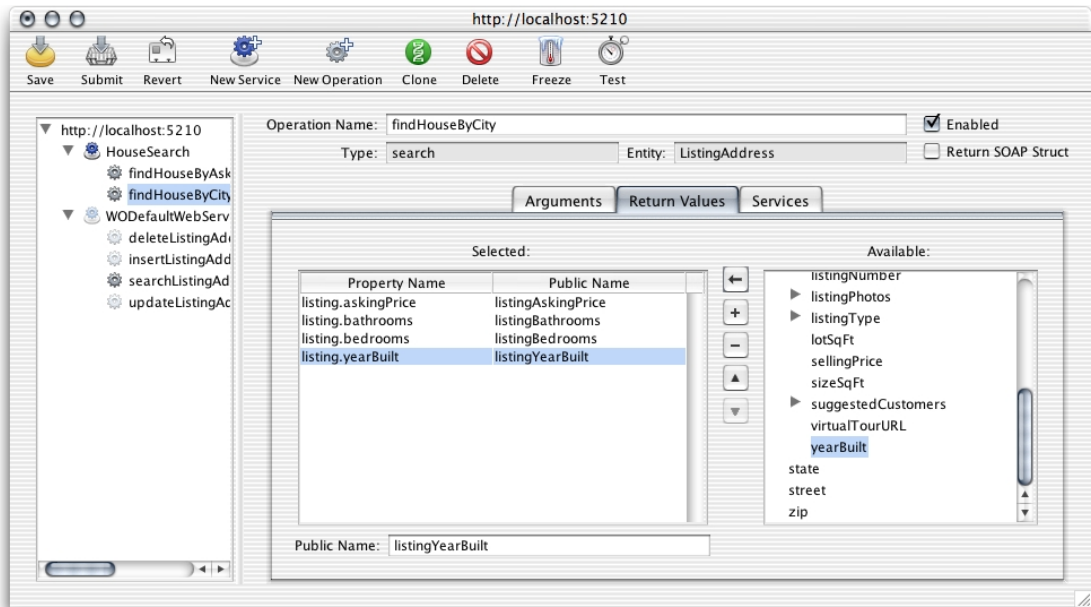 http://localhost:5210
Save Submit Revert New Service New Operation Clone Delete Freeze Test
http://localhost:5210
HouseSearch
findHouseByAsk
findHouseByCity
WODefaultWebServ
deleteListingAdd
insertListingAdd
searchListingAd
updateListingAc
Operation Name: findHouseByCity Enabled
Type: search Entity: ListingAddress Return SOAP Struct
Arguments Return Values Services
Selected:
Property Name Public Name
listing.askingPrice listingAskingPrice
listing.bathrooms listingBathrooms
listing.bedrooms listingBedrooms
listing.yearBuilt listingYearBuilt
Public Name: listingYearBuilt
Available:
listingNumber
listingPhotos
listingType
lotSqFt
sellingPrice
sizeSqFt
suggestedCustomers
virtualTourURL
yearBuilt
state
street
zip